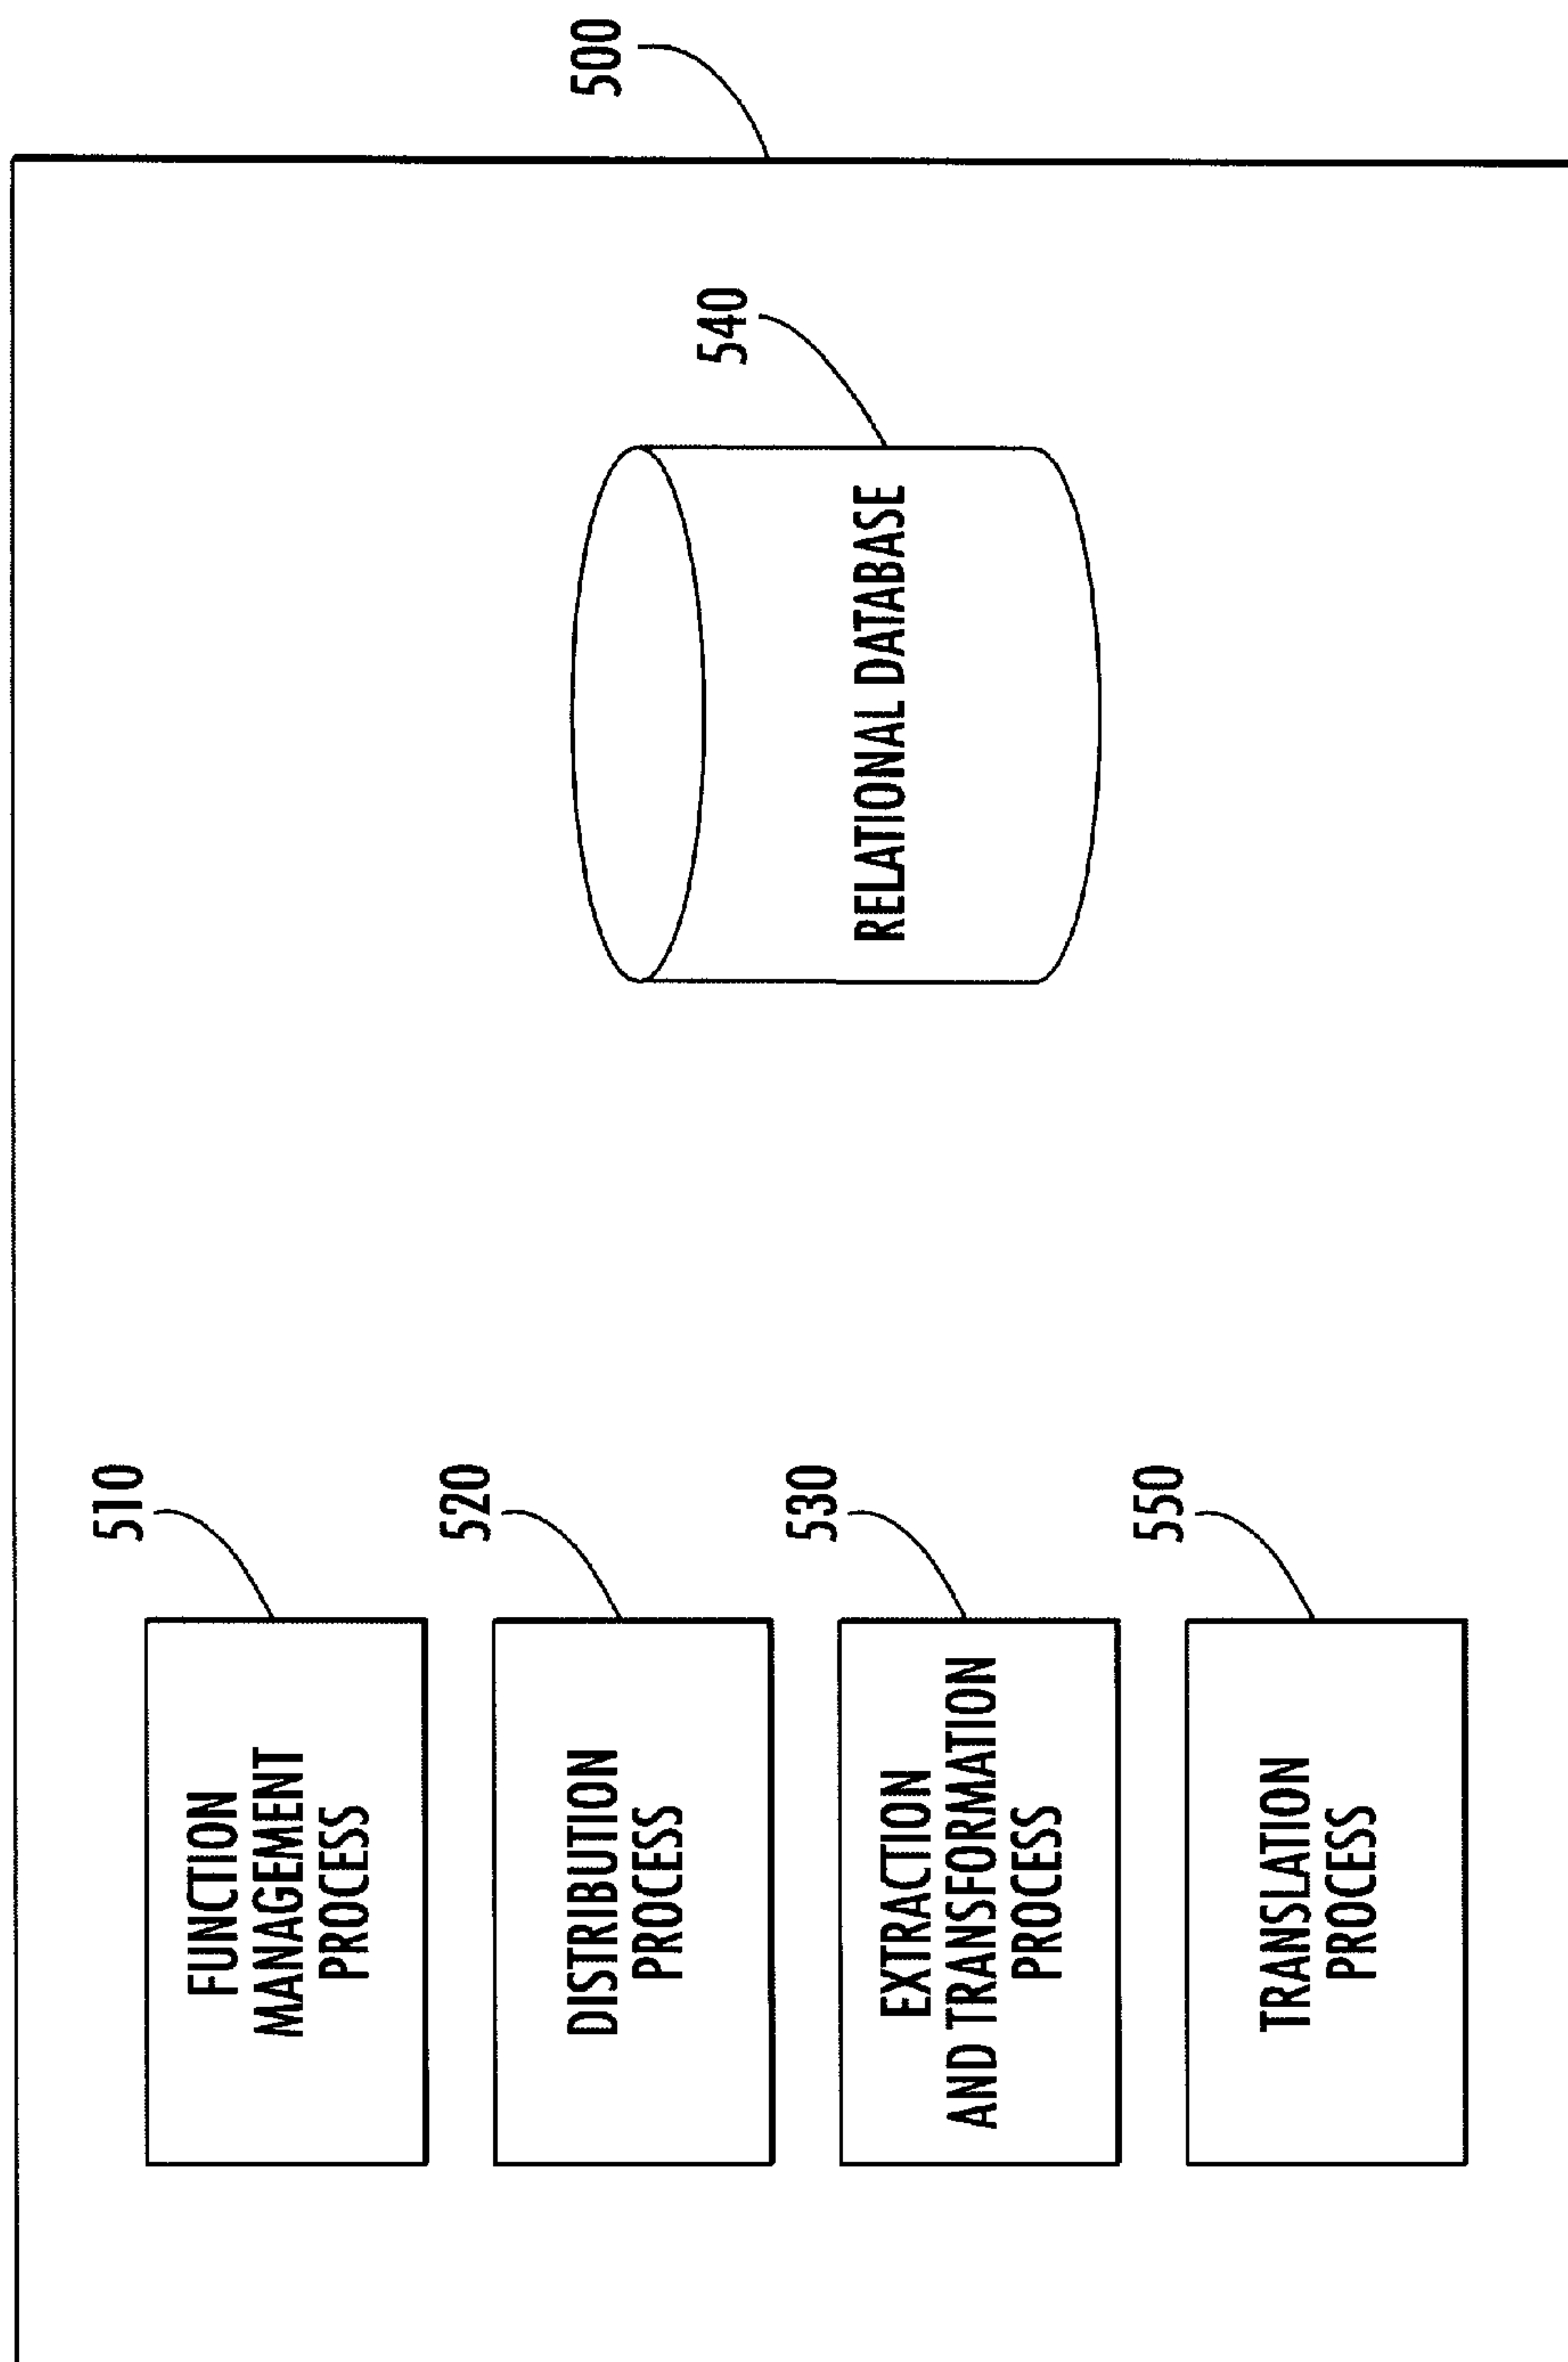 500
510
FUNCTION
MANAGEMENT
PROCESS
520
DISTRIBUTION
PROCESS
540
RELATIONAL DATABASE
530
EXTRACTION
AND TRANSFORMATION
PROCESS
550
TRANSLATION
PROCESS